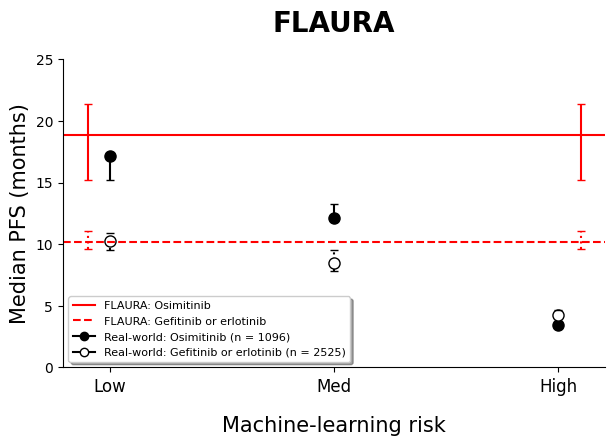 FLAURA
Median PFS (months)
25
20
15
10
5
0
FLAURA: Osimitinib
FLAURA: Gefitinib or erlotinib
Real-world: Osimitinib (n = 1096)
Real-world: Gefitinib or erlotinib (n = 2525)
Low
Med
High
Machine-learning risk